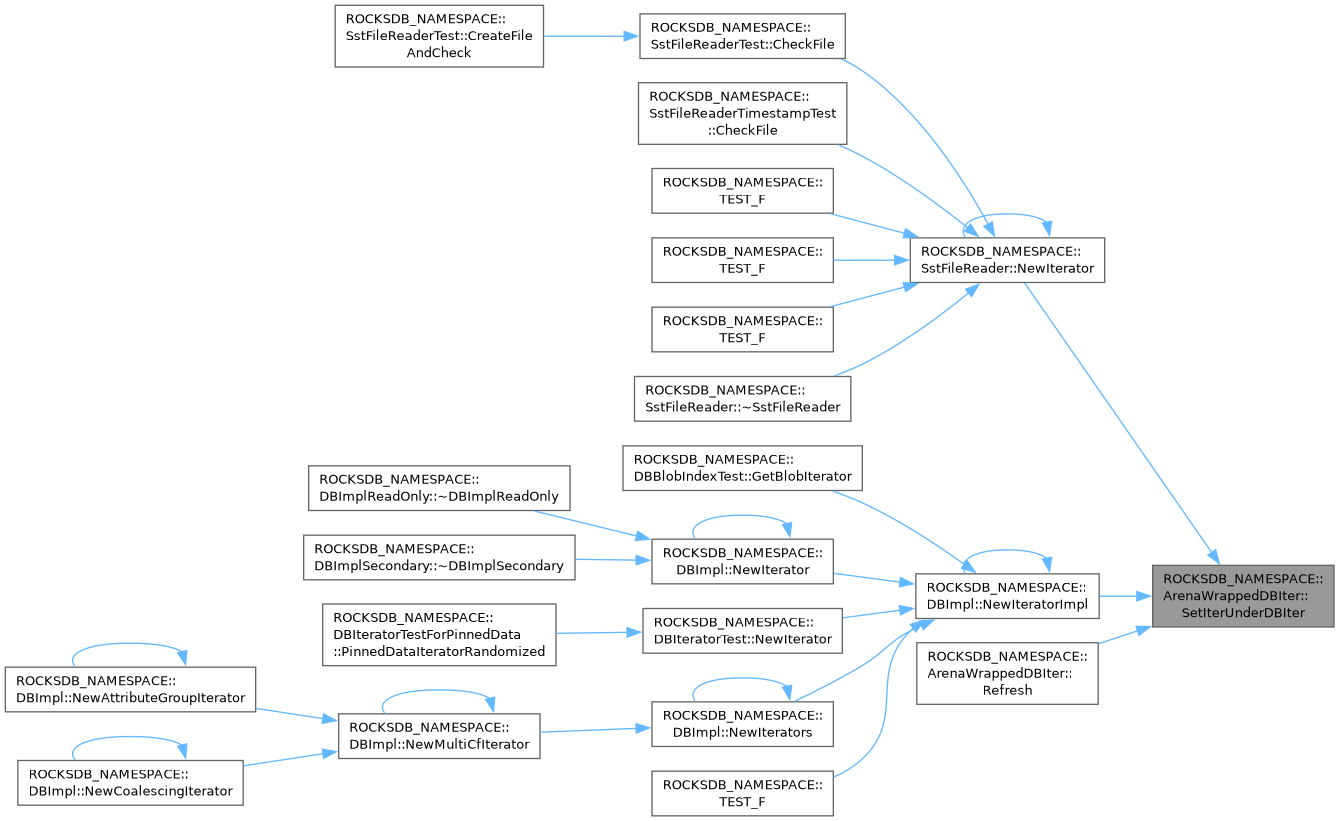 ROCKSDB_NAMESPACE::
SstFileReaderTest::CreateFile
AndCheck
ROCKSDB_NAMESPACE::
SstFileReaderTest::CheckFile
ROCKSDB_NAMESPACE::
SstFileReaderTimestampTest
::CheckFile
ROCKSDB_NAMESPACE::
TEST_F
ROCKSDB_NAMESPACE::
TEST_F
ROCKSDB_NAMESPACE::
TEST_F
ROCKSDB_NAMESPACE::
SstFileReader::~SstFileReader
ROCKSDB_NAMESPACE::
SstFileReader::NewIterator
ROCKSDB_NAMESPACE::
DBBlobIndexTest::GetBlobIterator
ROCKSDB_NAMESPACE::
DBImplReadOnly::~DBImplReadOnly
ROCKSDB_NAMESPACE::
DBImplSecondary::~DBImplSecondary
ROCKSDB_NAMESPACE::
DBImpl::NewIterator
ROCKSDB_NAMESPACE::
DBImpl::NewIteratorImpl
ROCKSDB_NAMESPACE::
ArenaWrappedDBIter::
SetIterUnderDBIter
ROCKSDB_NAMESPACE::
DBIteratorTestForPinnedData
::PinnedDataIteratorRandomized
ROCKSDB_NAMESPACE::
DBIteratorTest::NewIterator
ROCKSDB_NAMESPACE::
ArenaWrappedDBIter::
Refresh
ROCKSDB_NAMESPACE::
DBImpl::NewAttributeGroupIterator
ROCKSDB_NAMESPACE::
DBImpl::NewMultiCfIterator
ROCKSDB_NAMESPACE::
DBImpl::NewIterators
ROCKSDB_NAMESPACE::
DBImpl::NewCoalescingIterator
ROCKSDB_NAMESPACE::
TEST_F